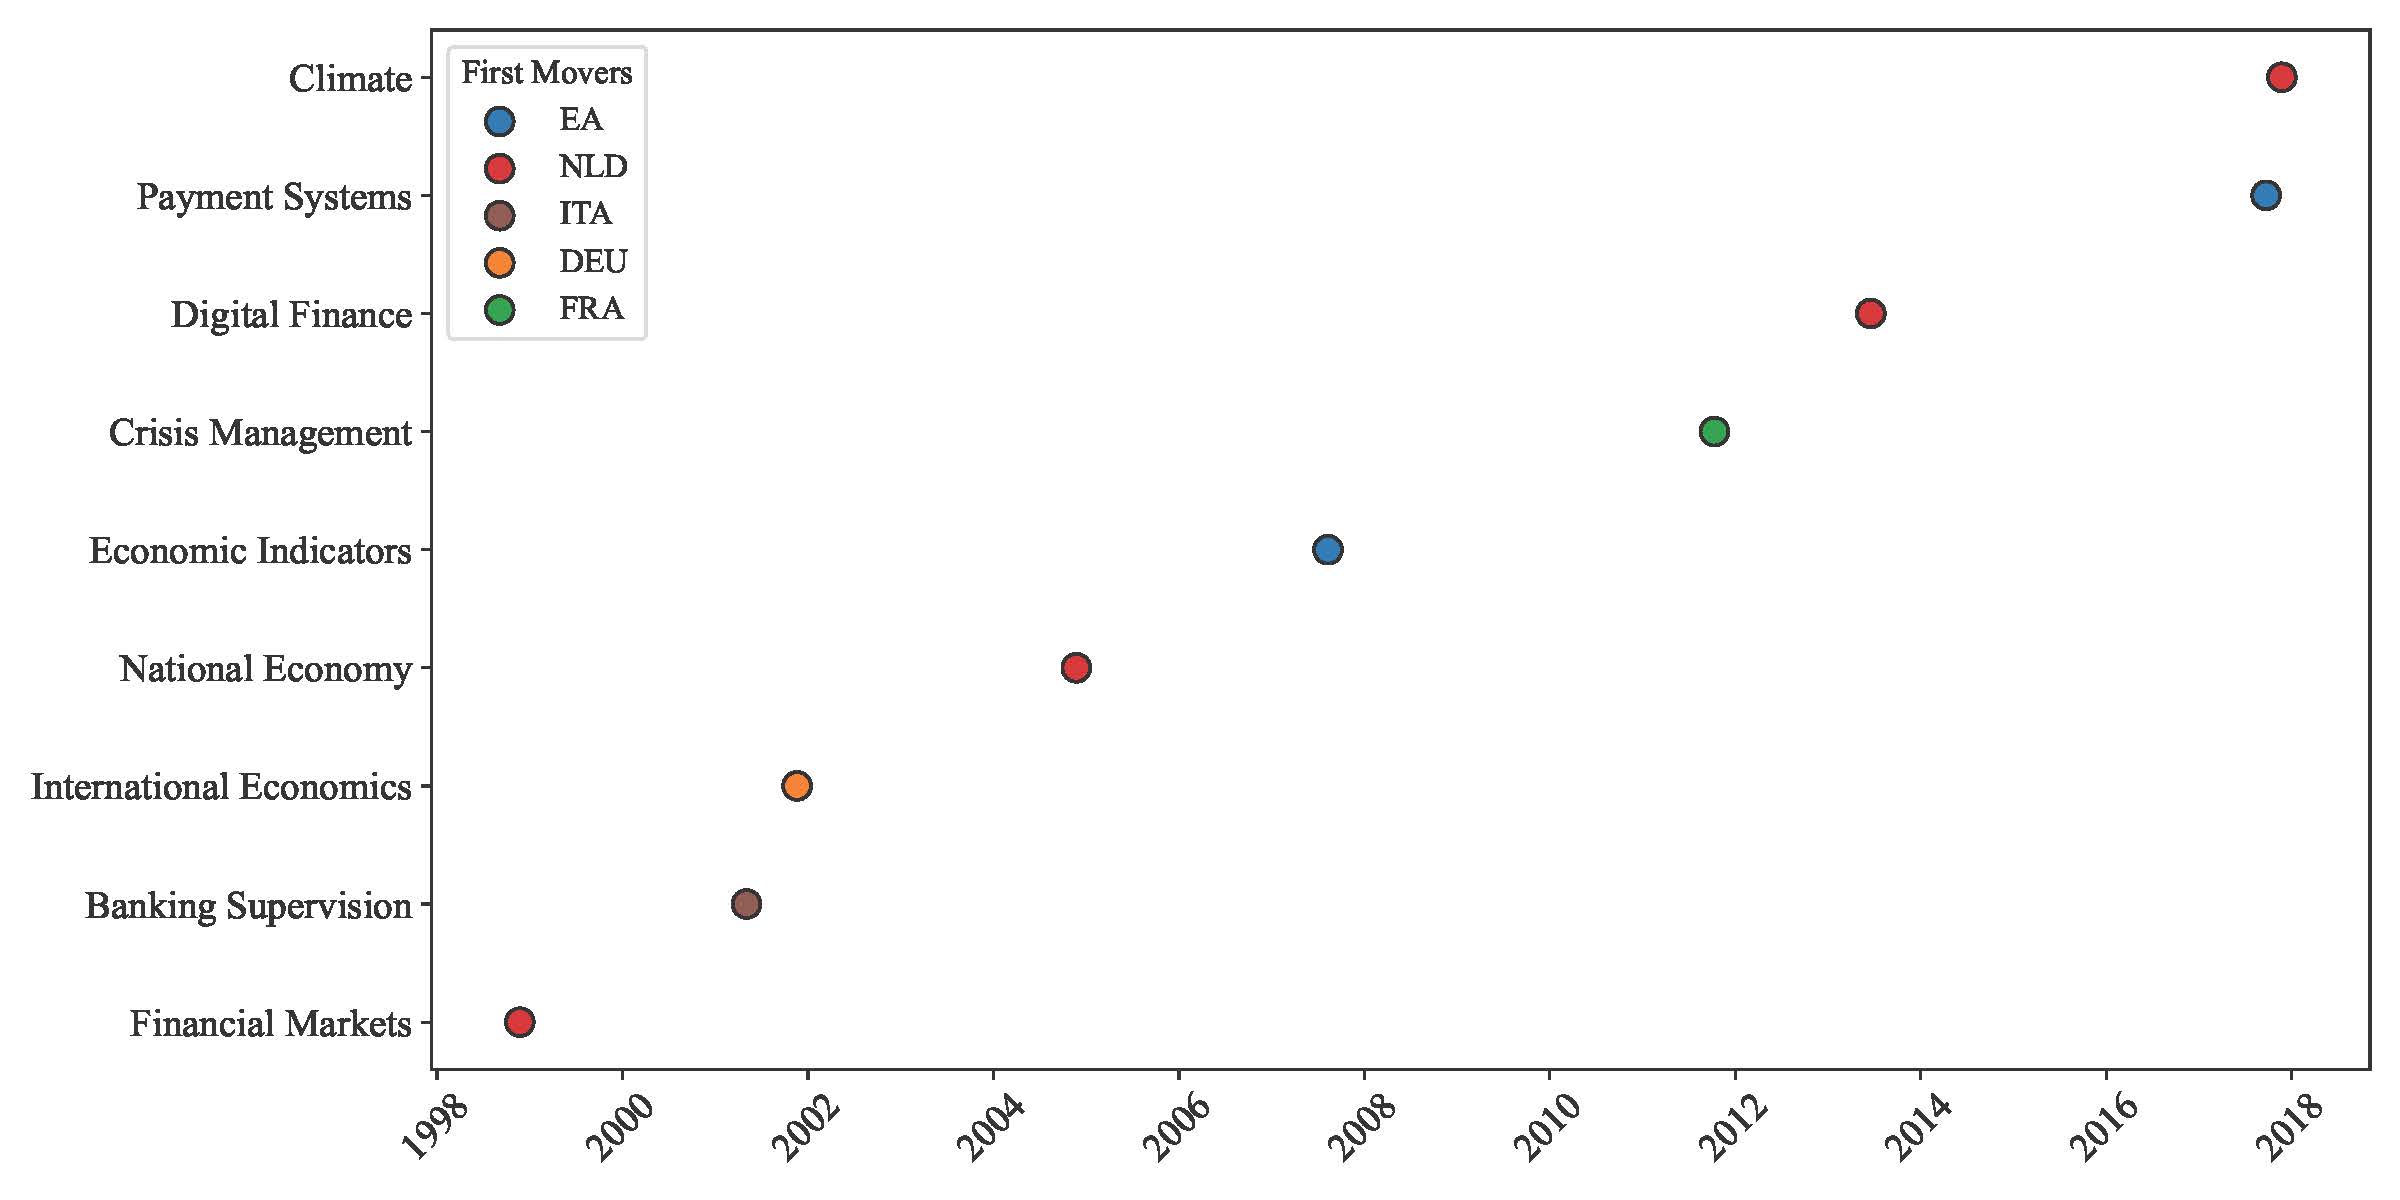 First Movers
EA
NLD
ITA
DEU
FRA
Climate
Payment Systems
Digital Finance
Crisis Management
Economic Indicators
National Economy
International Economics
Banking Supervision
Financial Markets
1998
2000
2002
2004
2006
2008
2010
2012
2014
2016
2018